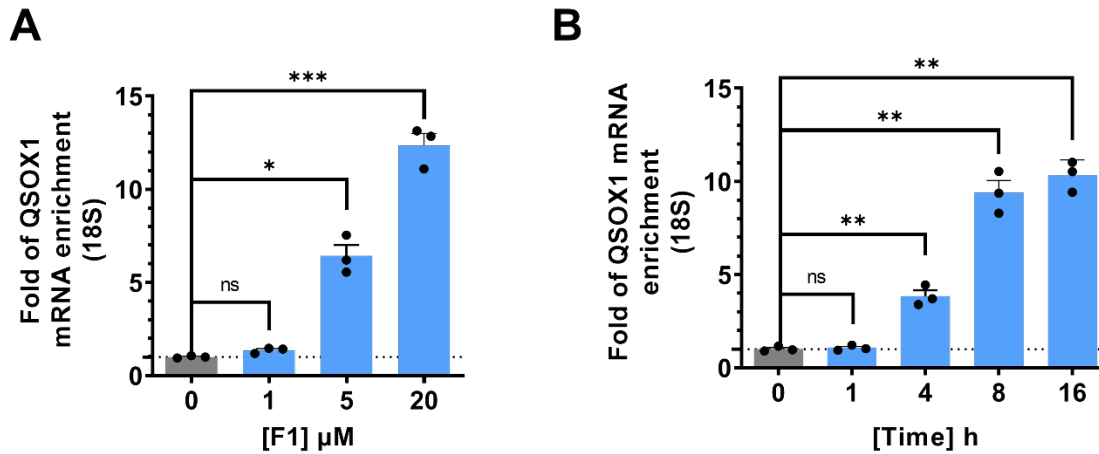 A
Fold of QSOX1
mRNA enrichment
(18S)
15
10
5
0
***
*
ns
0 1 5 20
[F1] µM
B
Fold of QSOX1 mRNA
enrichment
(18S)
15
10
5
0
**
**
**
ns
0 1 4 8 16
[Time] h